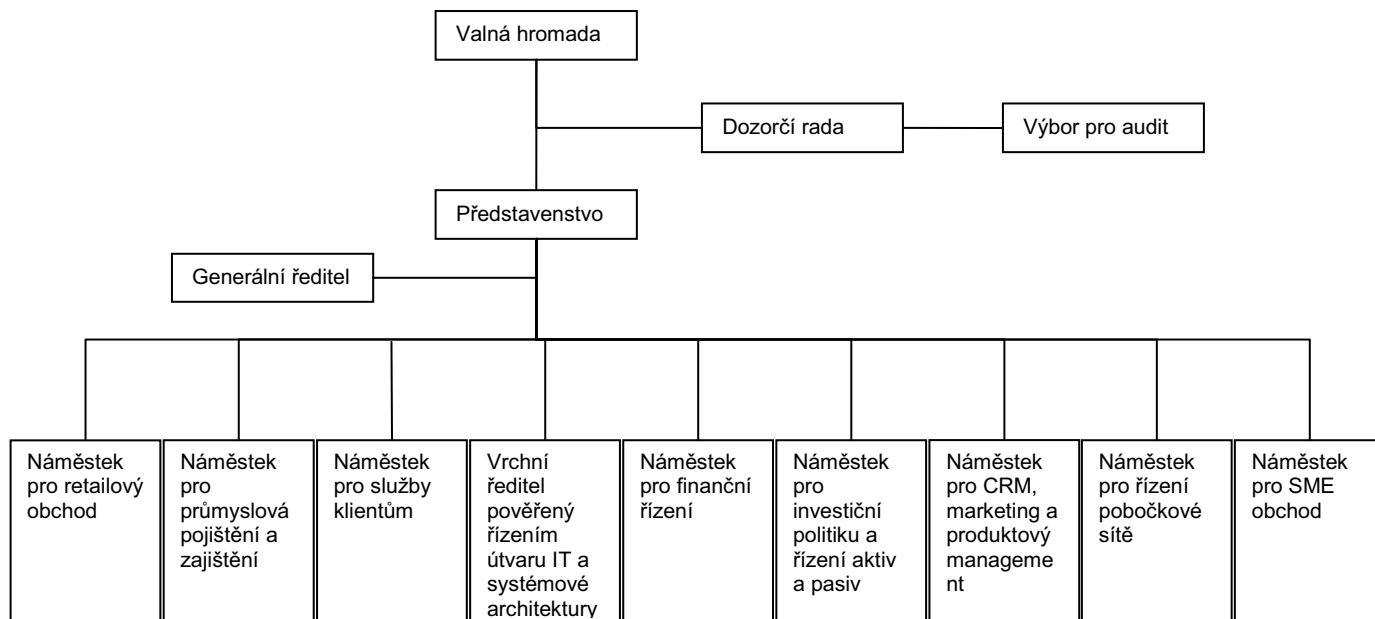 Valná hromada
Dozorčí rada
Výbor pro audit
Představenstvo
Generální ředitel
Náměstek
pro retailový
obchod
Náměstek
pro
průmyslová
pojištění a
zajištění
Náměstek
pro služby
klientům
Vrchní
ředitel
pověřený
řízením
útvaru IT a
systémové
architektury
Náměstek
pro finanční
řízení
Náměstek
pro
investiční
politiku a
řízení aktiv
a pasiv
Náměstek
pro CRM,
marketing a
produktový
manageme
nt
Náměstek
pro řízení
pobočkové
sítě
Náměstek
pro SME
obchod